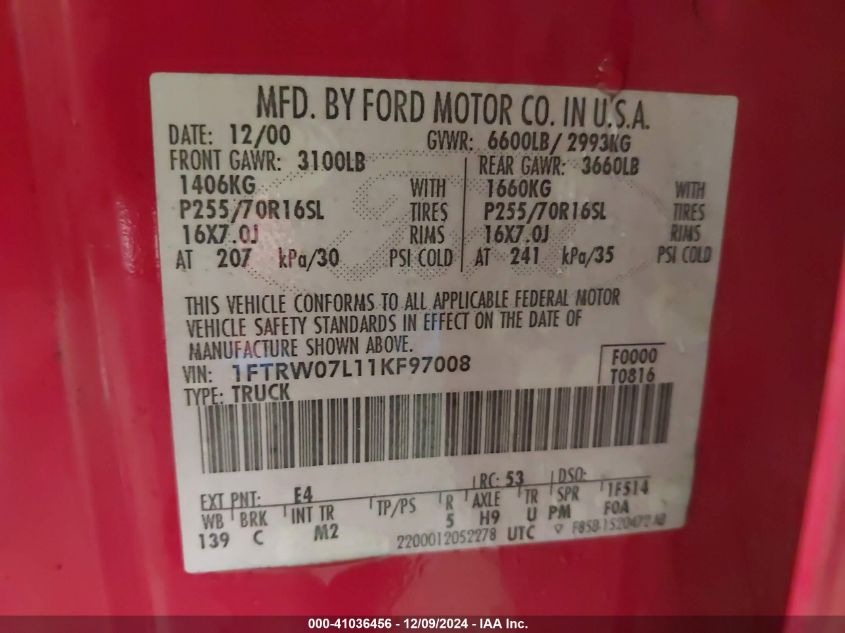 MFD. BY FORD MOTOR CO. IN U.S.A.
DATE: 12/00 GVWR: 6600LB/ 2993KG
FRONT GAWR: 3100LB REAR GAWR: 3660LB
1406KG WITH 1660KG WITH
P255/70R16SL TIRES P255/70R16SL TIRES
16X7.0J RIMS 16X7.0J RIMS
AT 207 kPa/30 PSI COLD AT 241 kPa/35 PSI COLD
THIS VEHICLE CONFORMS TO ALL APPLICABLE FEDERAL MOTOR
VEHICLE SAFETY STANDARDS IN EFFECT ON THE DATE OF
MANUFACTURE SHOWN ABOVE.
VIN: 1FTRW07L11KF97008 F0000
TYPE: TRUCK T0816
EXT PNT: E4 RC: 53 DSO:
WB BRK INT TR TP/PS R AXLE TR SPR 1F514
139 C M2 5 H9 U PM F0A
2200012052278 UTC F85B-1520472-AB
000-41036456 - 12/09/2024 - IAA Inc.